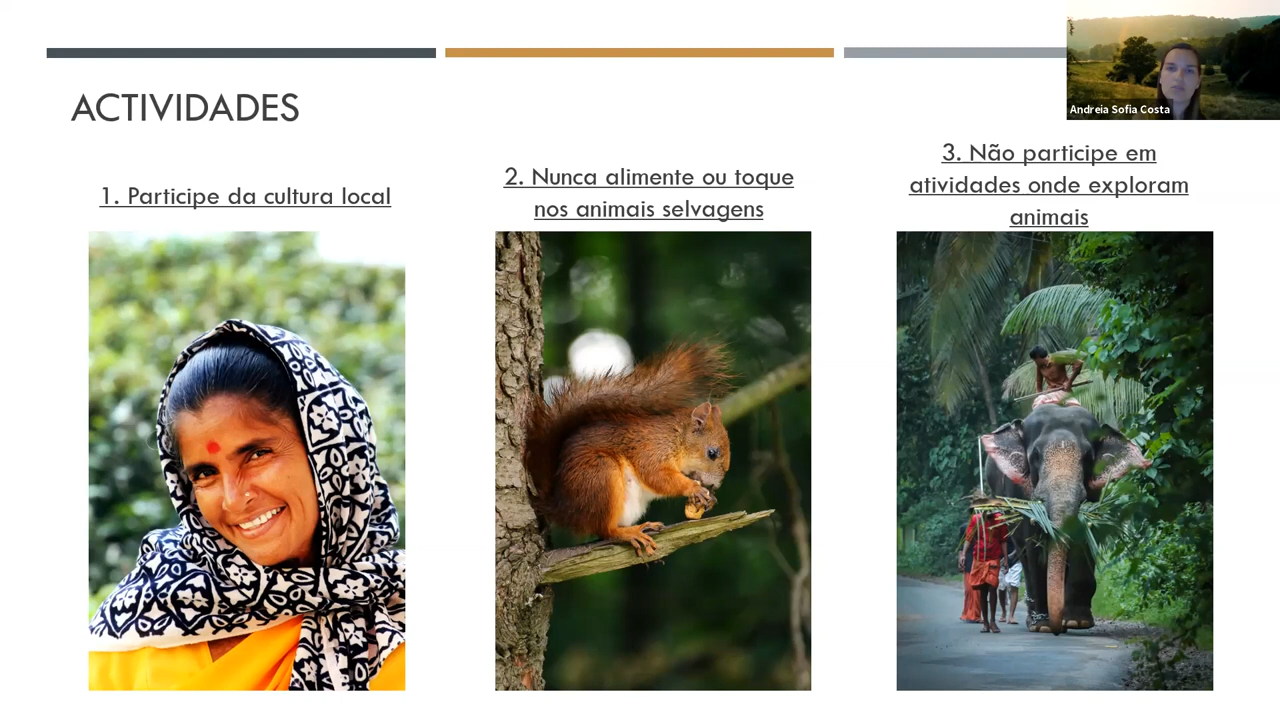 Andreia Sofia Costa
ACTIVIDADES
1. Participe da cultura local
2. Nunca alimente ou toque
nos animais selvagens
3. Não participe em
atividades onde exploram
animais